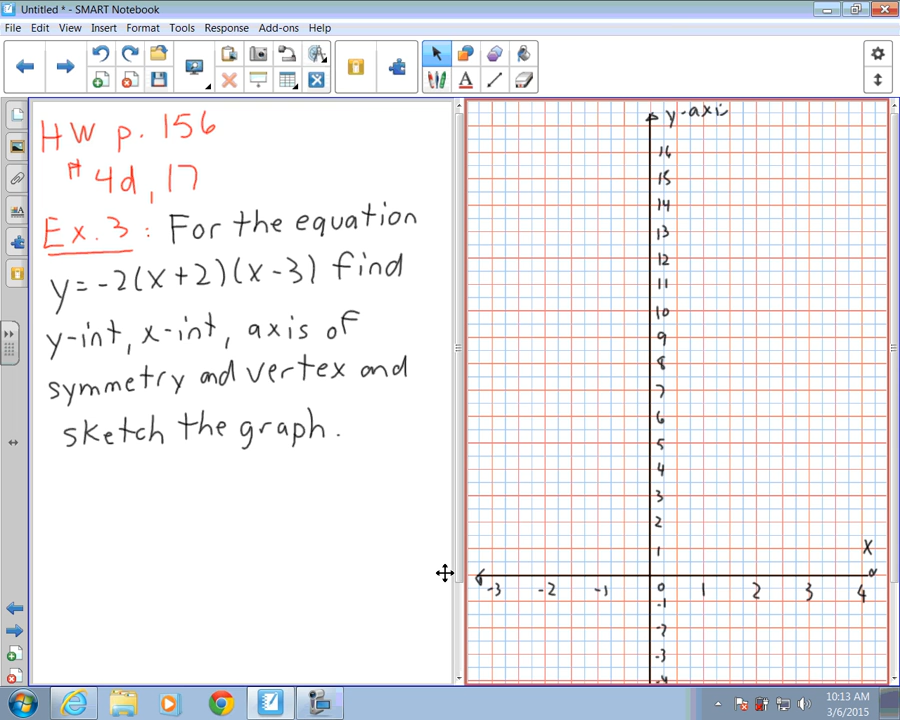 Untitled * - SMART Notebook
File Edit View Insert Format Tools Response Add-ons Help
HW p. 156
# 4d, 17
Ex. 3 : For the equation
y = -2(x+2)(x-3) find
y-int, x-int, axis of
symmetry and vertex and
sketch the graph.
y-axis
16
15
14
13
12
11
10
9
8
7
6
5
4
3
2
1
x
-3 -2 -1 0 1 2 3 4
-1
-2
-3
-4
10:13 AM
3/6/2015